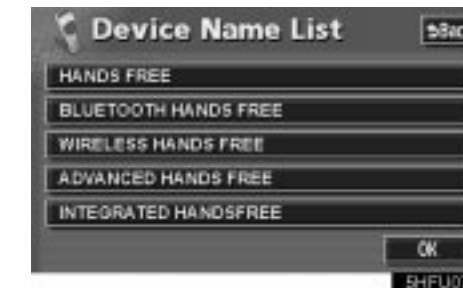 Device Name List
HANDS FREE
BLUETOOTH HANDS FREE
WIRELESS HANDS FREE
ADVANCED HANDS FREE
INTEGRATED HANDSFREE
OK